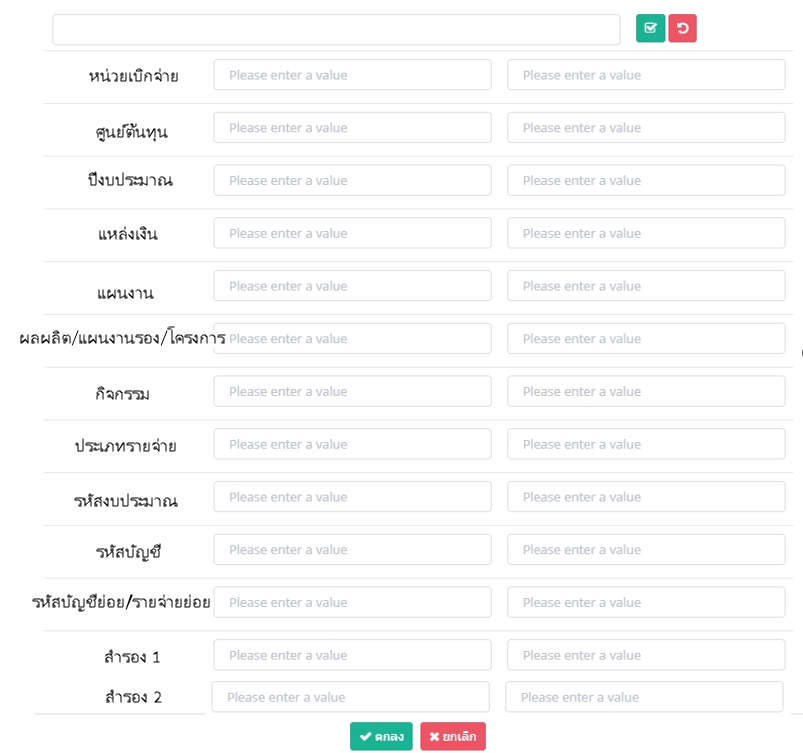 หน่วยเบิกจ่าย Please enter a value Please enter a value
ศูนย์ต้นทุน Please enter a value Please enter a value
ปีงบประมาณ Please enter a value Please enter a value
แหล่งเงิน Please enter a value Please enter a value
แผนงาน Please enter a value Please enter a value
ผลผลิต/แผนงานรอง/โครงการ Please enter a value Please enter a value
กิจกรรม Please enter a value Please enter a value
ประเภทรายจ่าย Please enter a value Please enter a value
รหัสงบประมาณ Please enter a value Please enter a value
รหัสบัญชี Please enter a value Please enter a value
รหัสบัญชีย่อย/รายจ่ายย่อย Please enter a value Please enter a value
สำรอง 1 Please enter a value Please enter a value
สำรอง 2 Please enter a value Please enter a value
ตกลง ยกเลิก